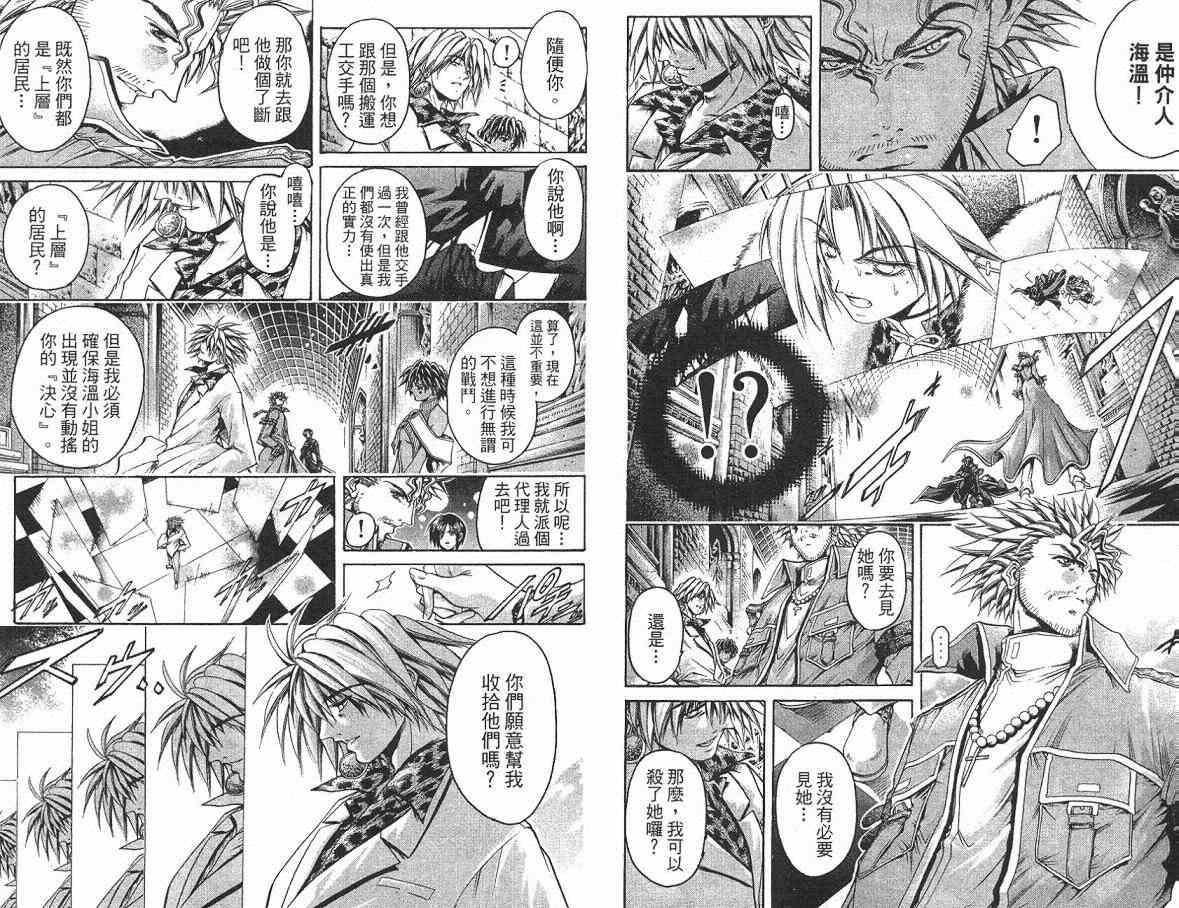 是仲介人
海溫！
！
嘻…
！？
你要去見
她嗎？
還是…
…
我沒有必要
見她…
那麼，我可以
殺了她囉？
隨便你。
！
但是，你想
跟那個搬運
工交手嗎？
那你就去跟
他做個了斷
吧！
既然你們都
是『上層』
的居民…
你說他啊，
我曾經跟他交手
過一次，但是我
們都沒有使出真
正的實力…
嘻嘻…
你說他是…
『上層』
的居民？
算了，現在
這並不重要，
這種時候我可
不想進行無謂
的戰鬥。
但是我必須
確保海溫小姐的
出現並沒有動搖
你的『決心』。
所以呢…
我就派個
代理人過
去吧！
！
你們願意幫我
收拾他們嗎？